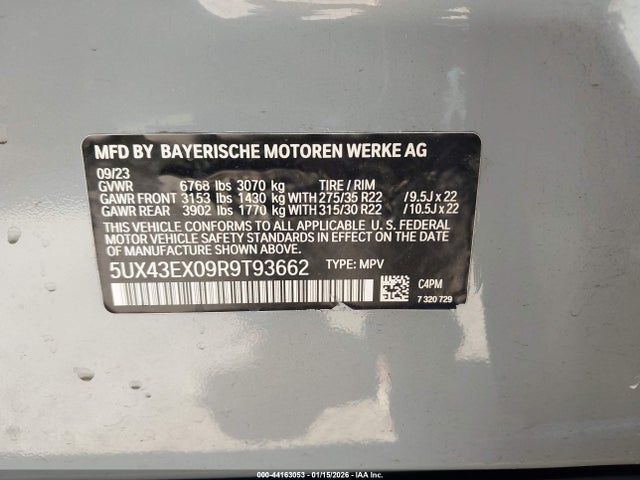 MFD BY BAYERISCHE MOTOREN WERKE AG
09/23
GVWR 6768 lbs 3070 kg TIRE / RIM
GAWR FRONT 3153 lbs 1430 kg WITH 275/35 R22 / 9.5J x 22
GAWR REAR 3902 lbs 1770 kg WITH 315/30 R22 / 10.5J x 22
THIS VEHICLE CONFORMS TO ALL APPLICABLE U. S. FEDERAL
MOTOR VEHICLE SAFETY STANDARDS IN EFFECT ON THE DATE
OF MANUFACTURE SHOWN ABOVE.
5UX43EX09R9T93662 TYPE: MPV
C4PM
7 320 729
000-44163053 - 01/15/2026 - IAA Inc.